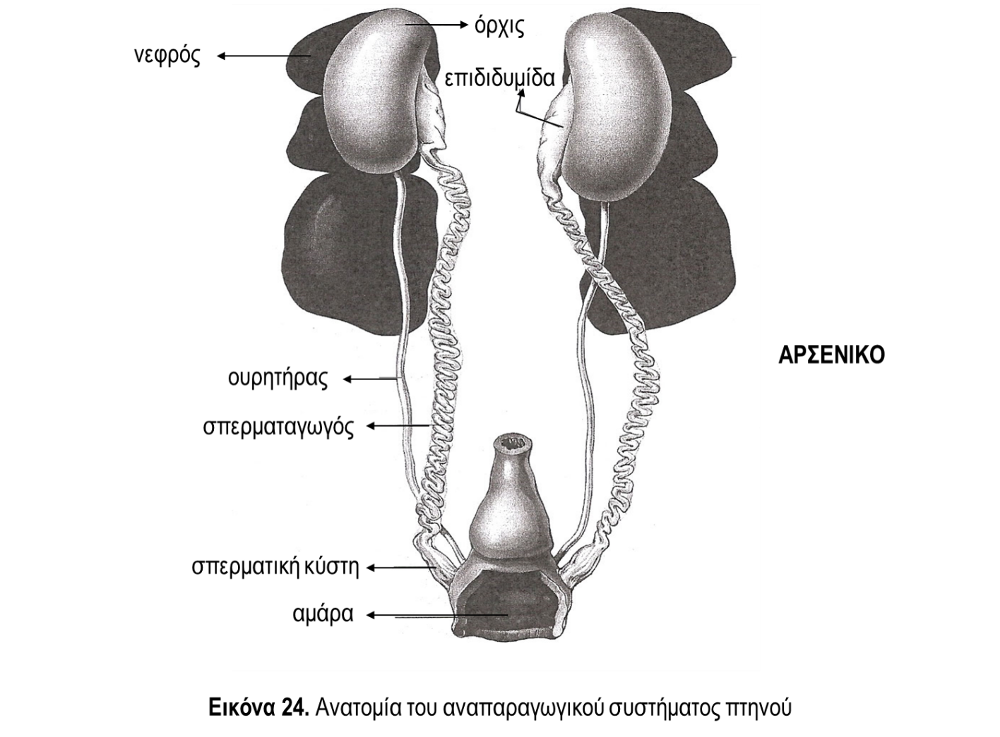 όρχις
νεφρός
επιδιδυμίδα
ΑΡΣΕΝΙΚΟ
ουρητήρας
σπερματαγωγός
σπερματική κύστη
αμάρα
Εικόνα 24. Ανατομία του αναπαραγωγικού συστήματος πτηνού